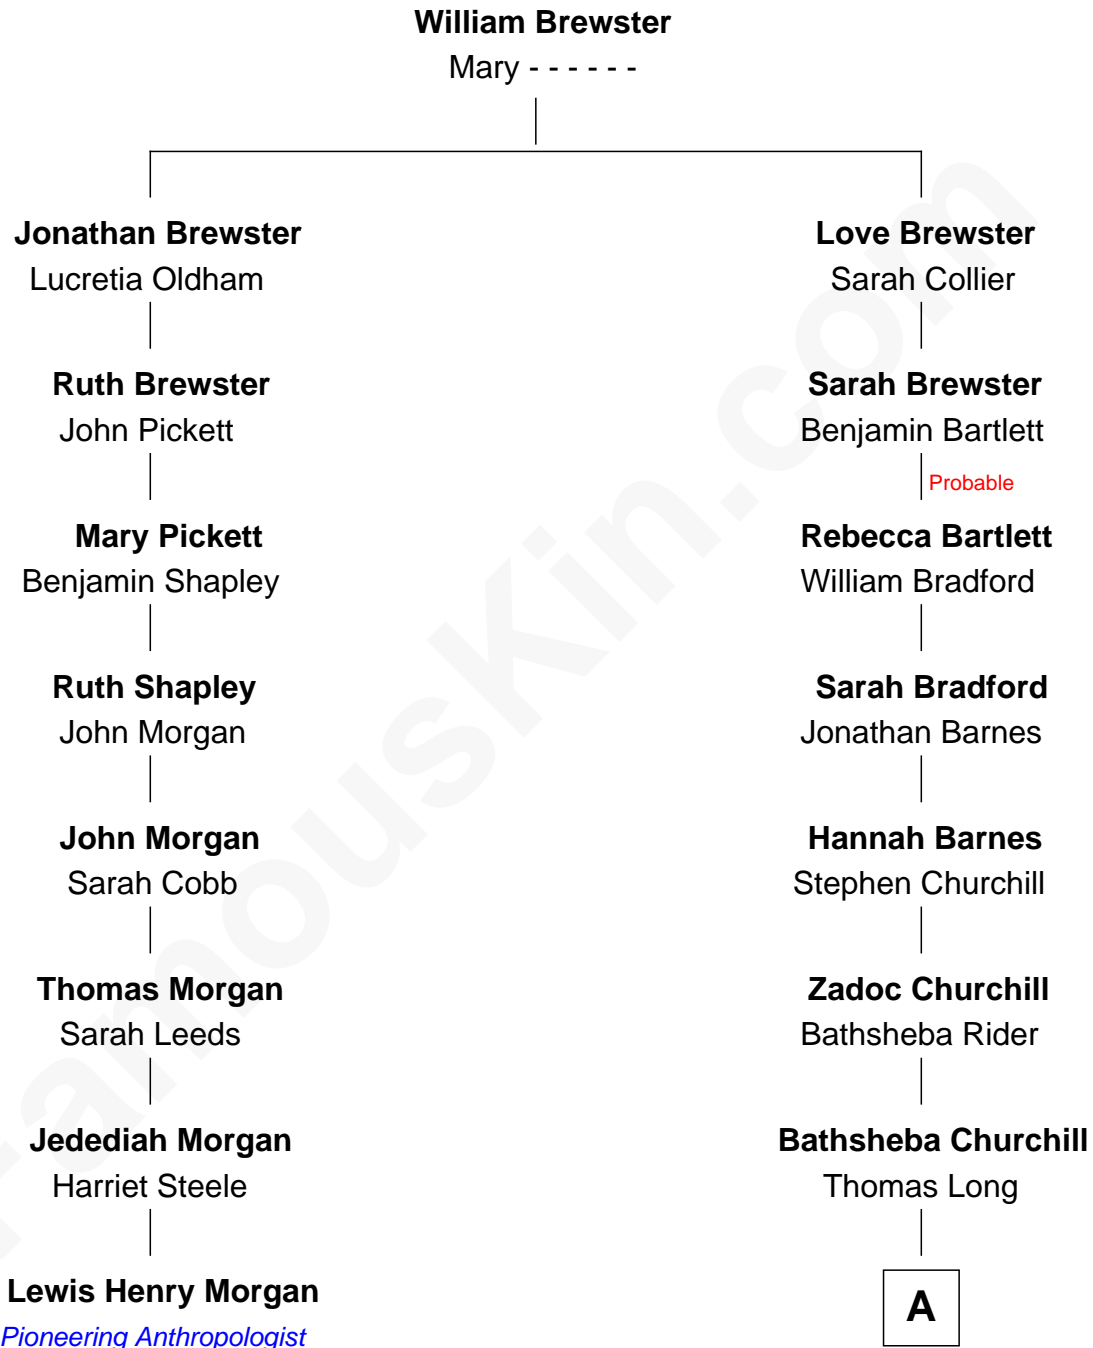 William Brewster
Mary - - - - - -
Jonathan Brewster
Lucretia Oldham
Love Brewster
Sarah Collier
Ruth Brewster
John Pickett
Sarah Brewster
Benjamin Bartlett
Probable
Mary Pickett
Benjamin Shapley
Rebecca Bartlett
William Bradford
Ruth Shapley
John Morgan
Sarah Bradford
Jonathan Barnes
John Morgan
Sarah Cobb
Hannah Barnes
Stephen Churchill
Thomas Morgan
Sarah Leeds
Zadoc Churchill
Bathsheba Rider
Jedediah Morgan
Harriet Steele
Bathsheba Churchill
Thomas Long
Lewis Henry Morgan
Pioneering Anthropologist
A
FamousKin.com